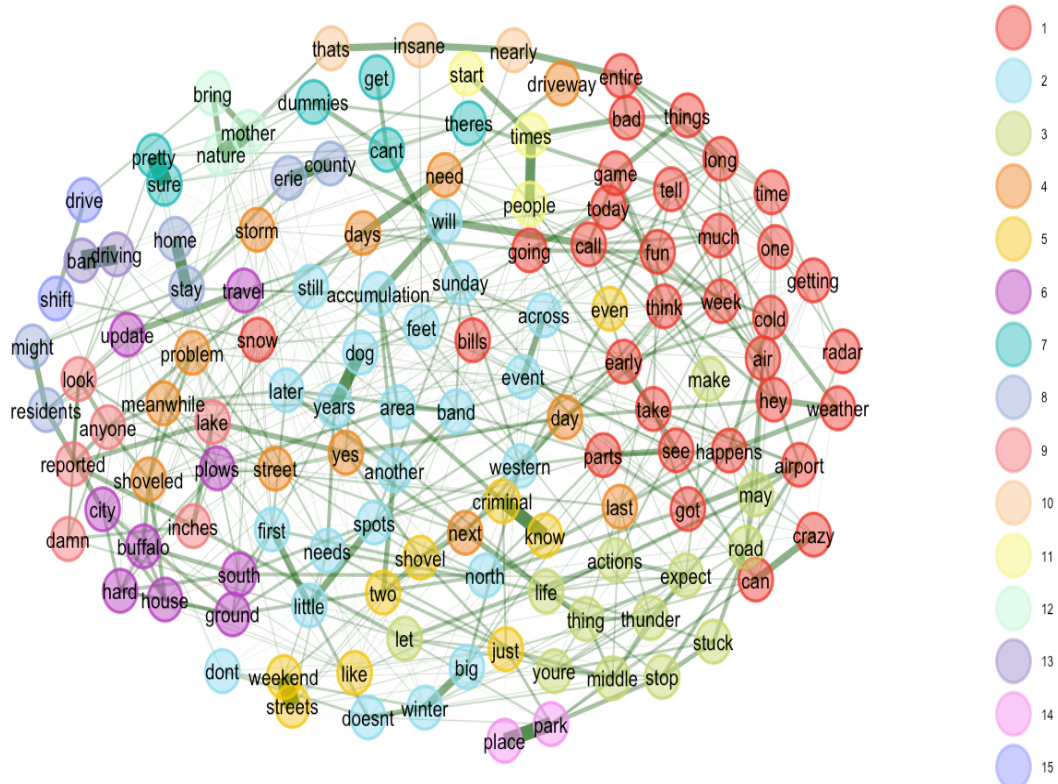 thats insane nearly
start entire
get driveway
bring dummies bad things
mother theres times
nature cant long
pretty county game
sure erie need tell time
drive people today
storm will much
home days call one
ban driving going fun
stay sunday getting
shift travel still accumulation
even think week
across cold
update feet
might snow bills
problem dog air radar
look event early
later make
residents meanwhile years area band hey
anyone lake day take weather
reported yes
plows street another western parts see happens airport
shoveled
city spots criminal last got may
damn inches first next know crazy
buffalo needs shovel road
south north actions expect can
hard house two life
ground little
thing thunder
let just stuck
dont weekend like big youre middle stop
streets doesnt winter
place park
1
2
3
4
5
6
7
8
9
10
11
12
13
14
15